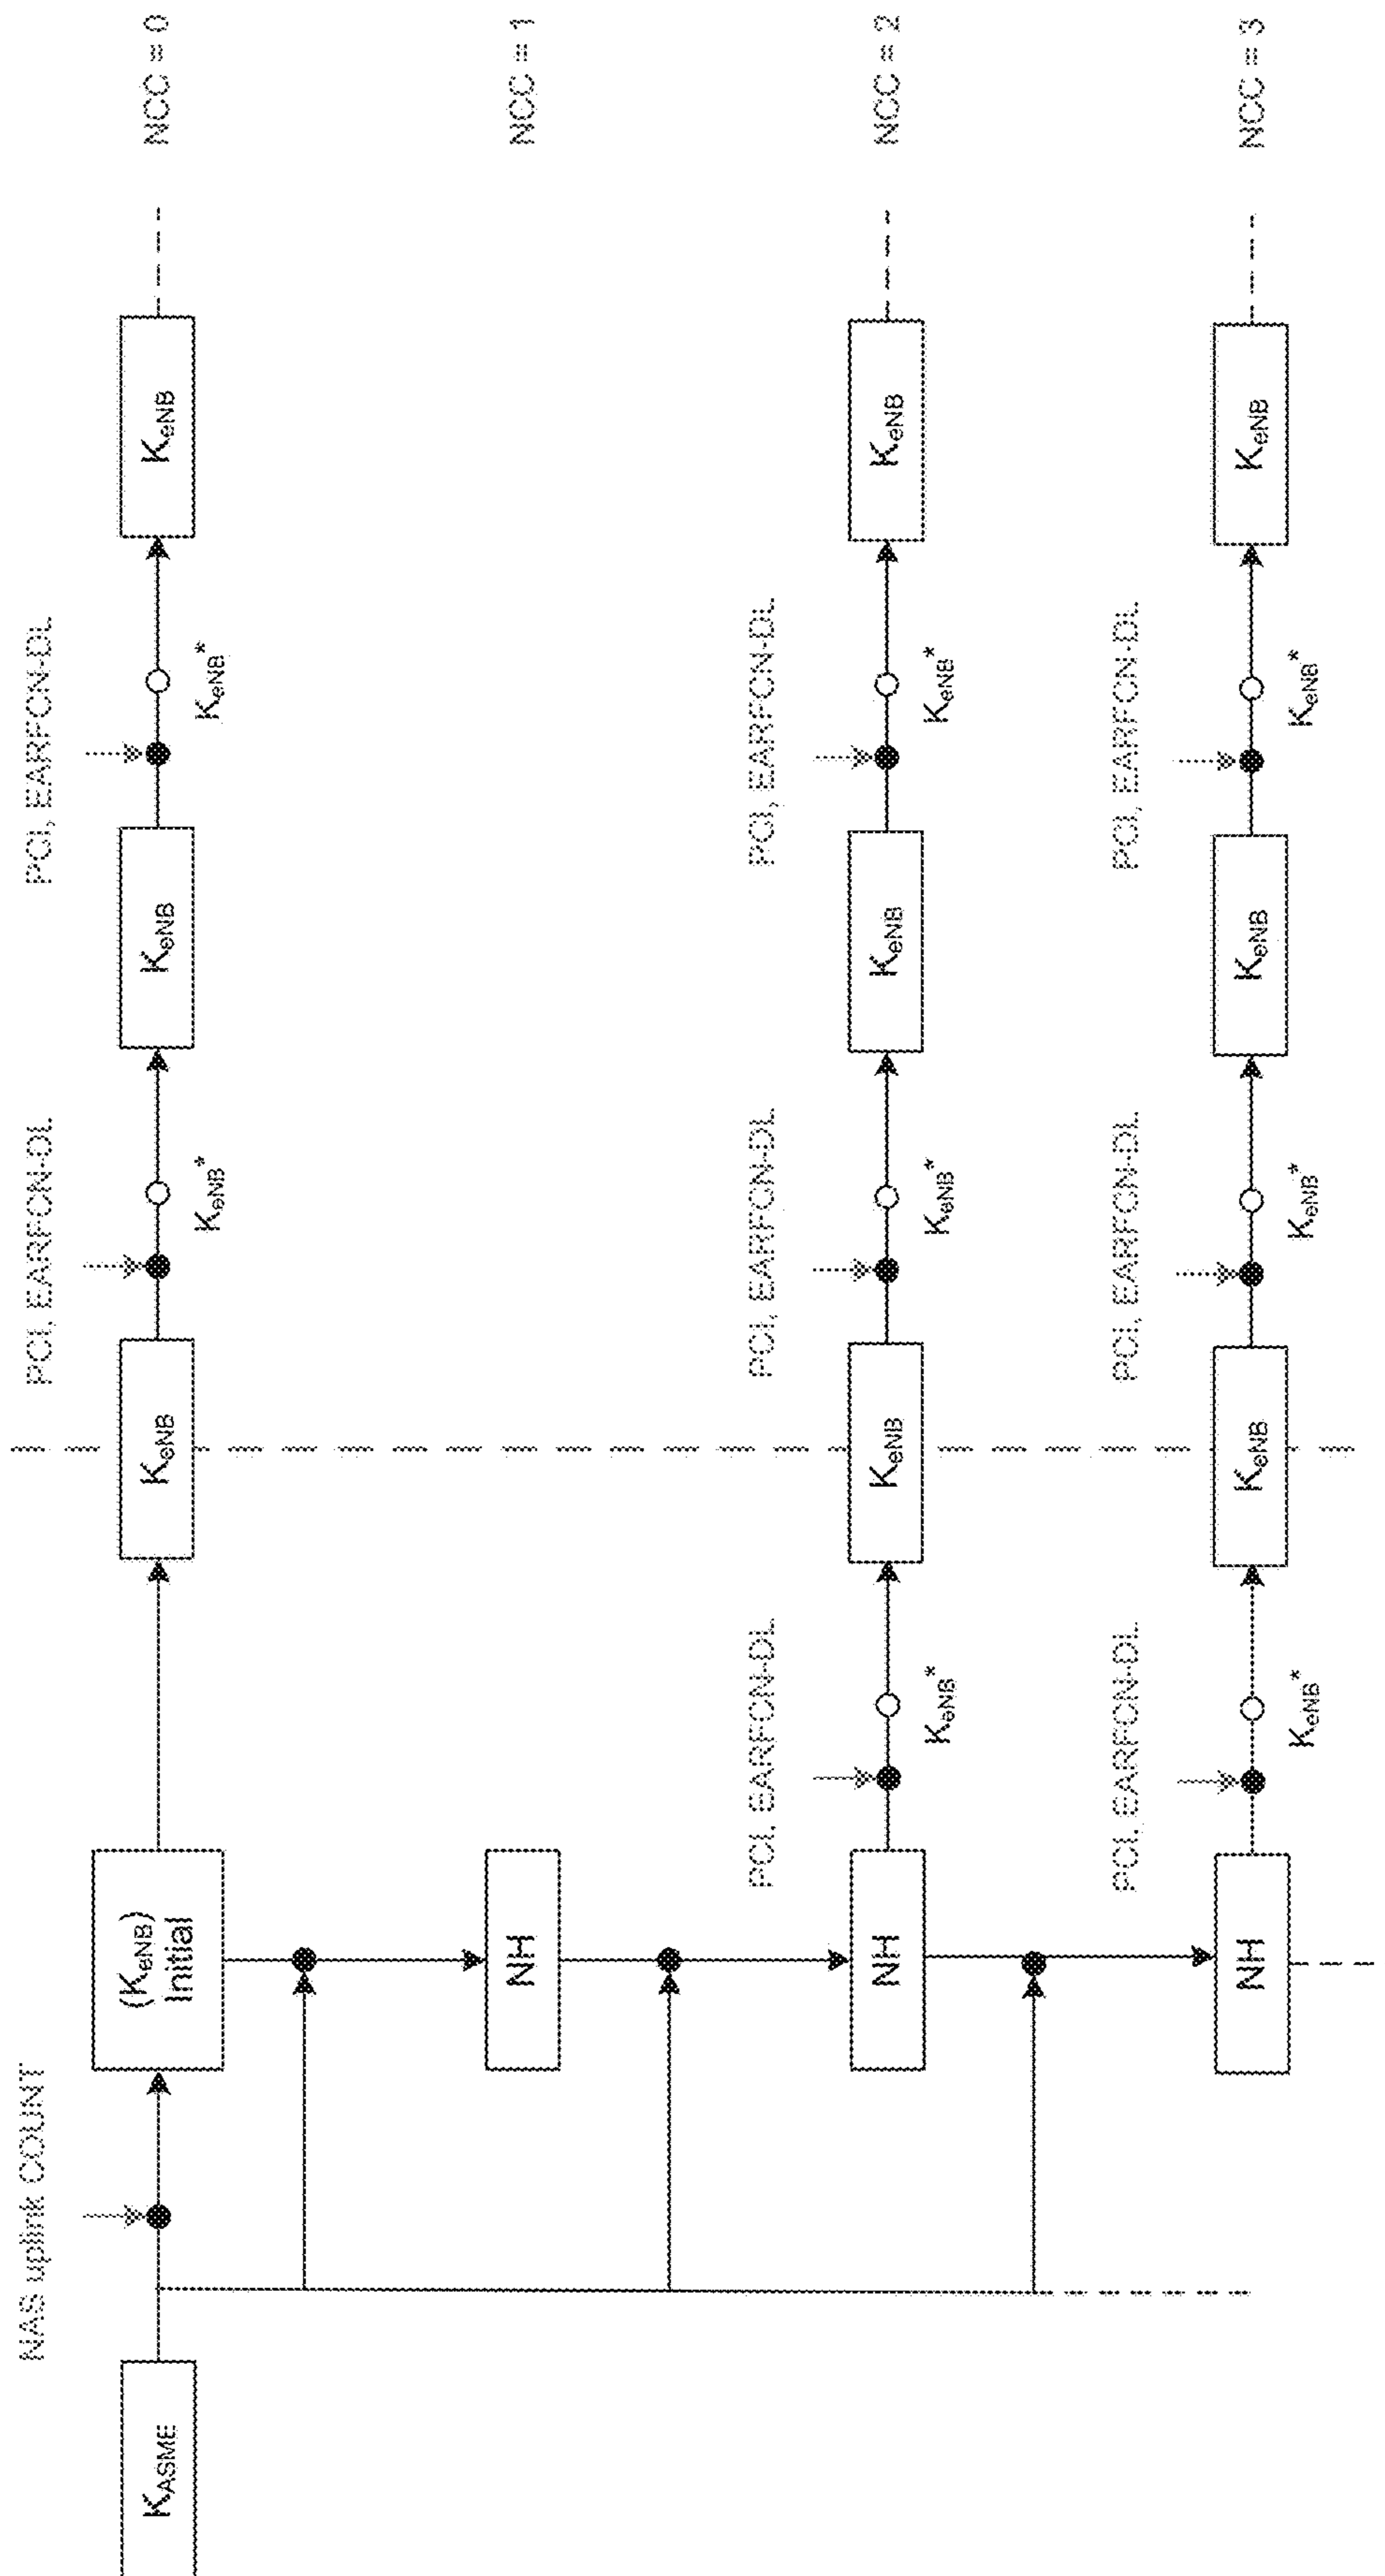 NAS uplink COUNT
PCI, EARFCN-DL
PCI, EARFCN-DL
K_ASME
(K_eNB)
Initial
K_eNB
K_eNB*
K_eNB
K_eNB*
K_eNB
NCC = 0
NH
NCC = 1
PCI, EARFCN-DL
PCI, EARFCN-DL
PCI, EARFCN-DL
NH
K_eNB*
K_eNB
K_eNB*
K_eNB
K_eNB*
K_eNB
NCC = 2
PCI, EARFCN-DL
PCI, EARFCN-DL
PCI, EARFCN-DL
NH
K_eNB*
K_eNB
K_eNB*
K_eNB
K_eNB*
K_eNB
NCC = 3